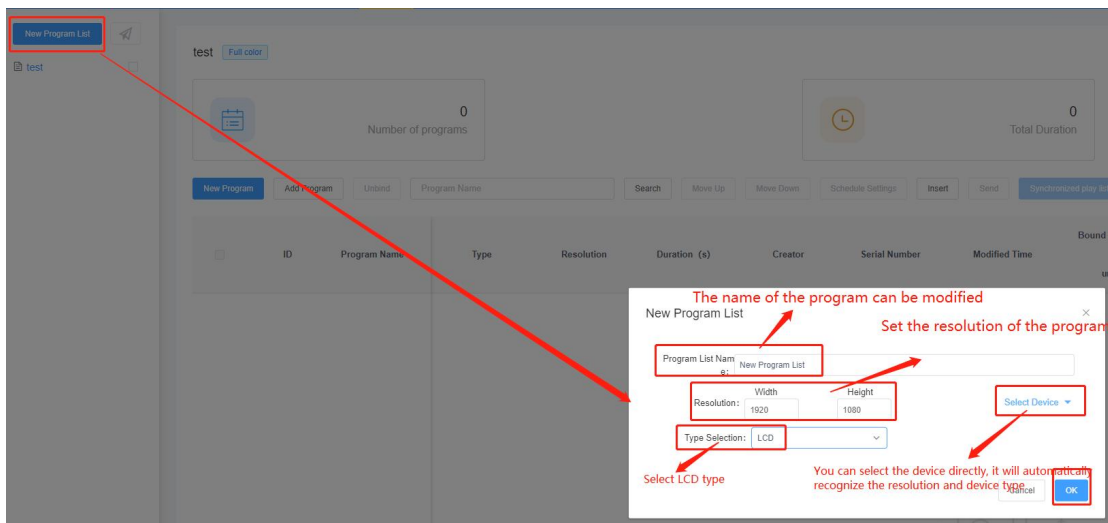 New Program List
test
test Full color
0
Number of programs
0
Total Duration
New Program Add Program Unbind Program Name Search Move Up Move Down Schedule Settings Insert Send Synchronized play list
ID Program Name Type Resolution Duration (s) Creator Serial Number Modified Time Bound
The name of the program can be modified
New Program List
Set the resolution of the program
Program List Nam
e:
New Program List
Width Height
Resolution: 1920 1080
Select Device
Type Selection: LCD
Select LCD type
You can select the device directly, it will automatically
recognize the resolution and device type
Cancel OK